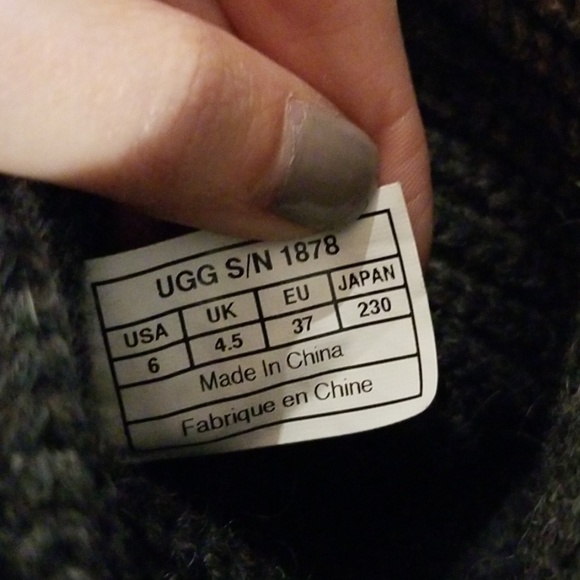 UGG S/N 1878
USA UK EU JAPAN
6 4.5 37 230
Made In China
Fabrique en Chine